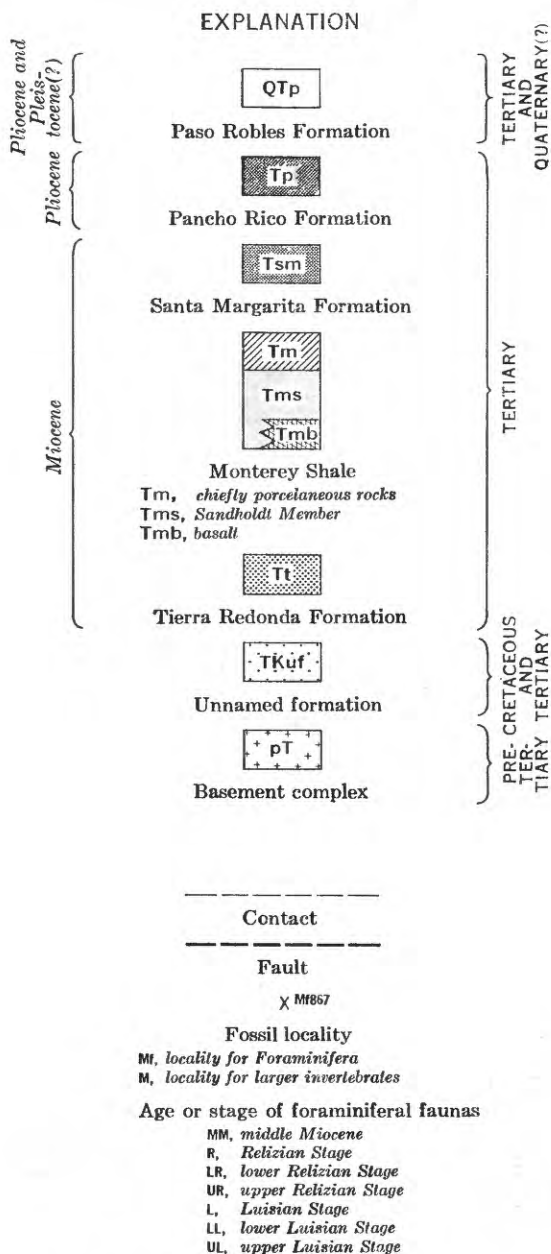 EXPLANATION
Pliocene and
Pleis-
tocene(?)
QTp
Paso Robles Formation
TERTIARY
AND
QUATERNARY(?)
Pliocene
Tp
Pancho Rico Formation
Miocene
Tsm
Santa Margarita Formation
Tm
Tms
Tmb
Monterey Shale
Tm, chiefly porcelaneous rocks
Tms, Sandholdt Member
Tmb, basalt
Tt
Tierra Redonda Formation
TERTIARY
TKuf
Unnamed formation
CRETACEOUS
AND
TERTIARY
pT
Basement complex
PRE-
TER-
TIARY
Contact
Fault
X Mf867
Fossil locality
Mf, locality for Foraminifera
M, locality for larger invertebrates
Age or stage of foraminiferal faunas
MM, middle Miocene
R, Relizian Stage
LR, lower Relizian Stage
UR, upper Relizian Stage
L, Luisian Stage
LL, lower Luisian Stage
UL, upper Luisian Stage